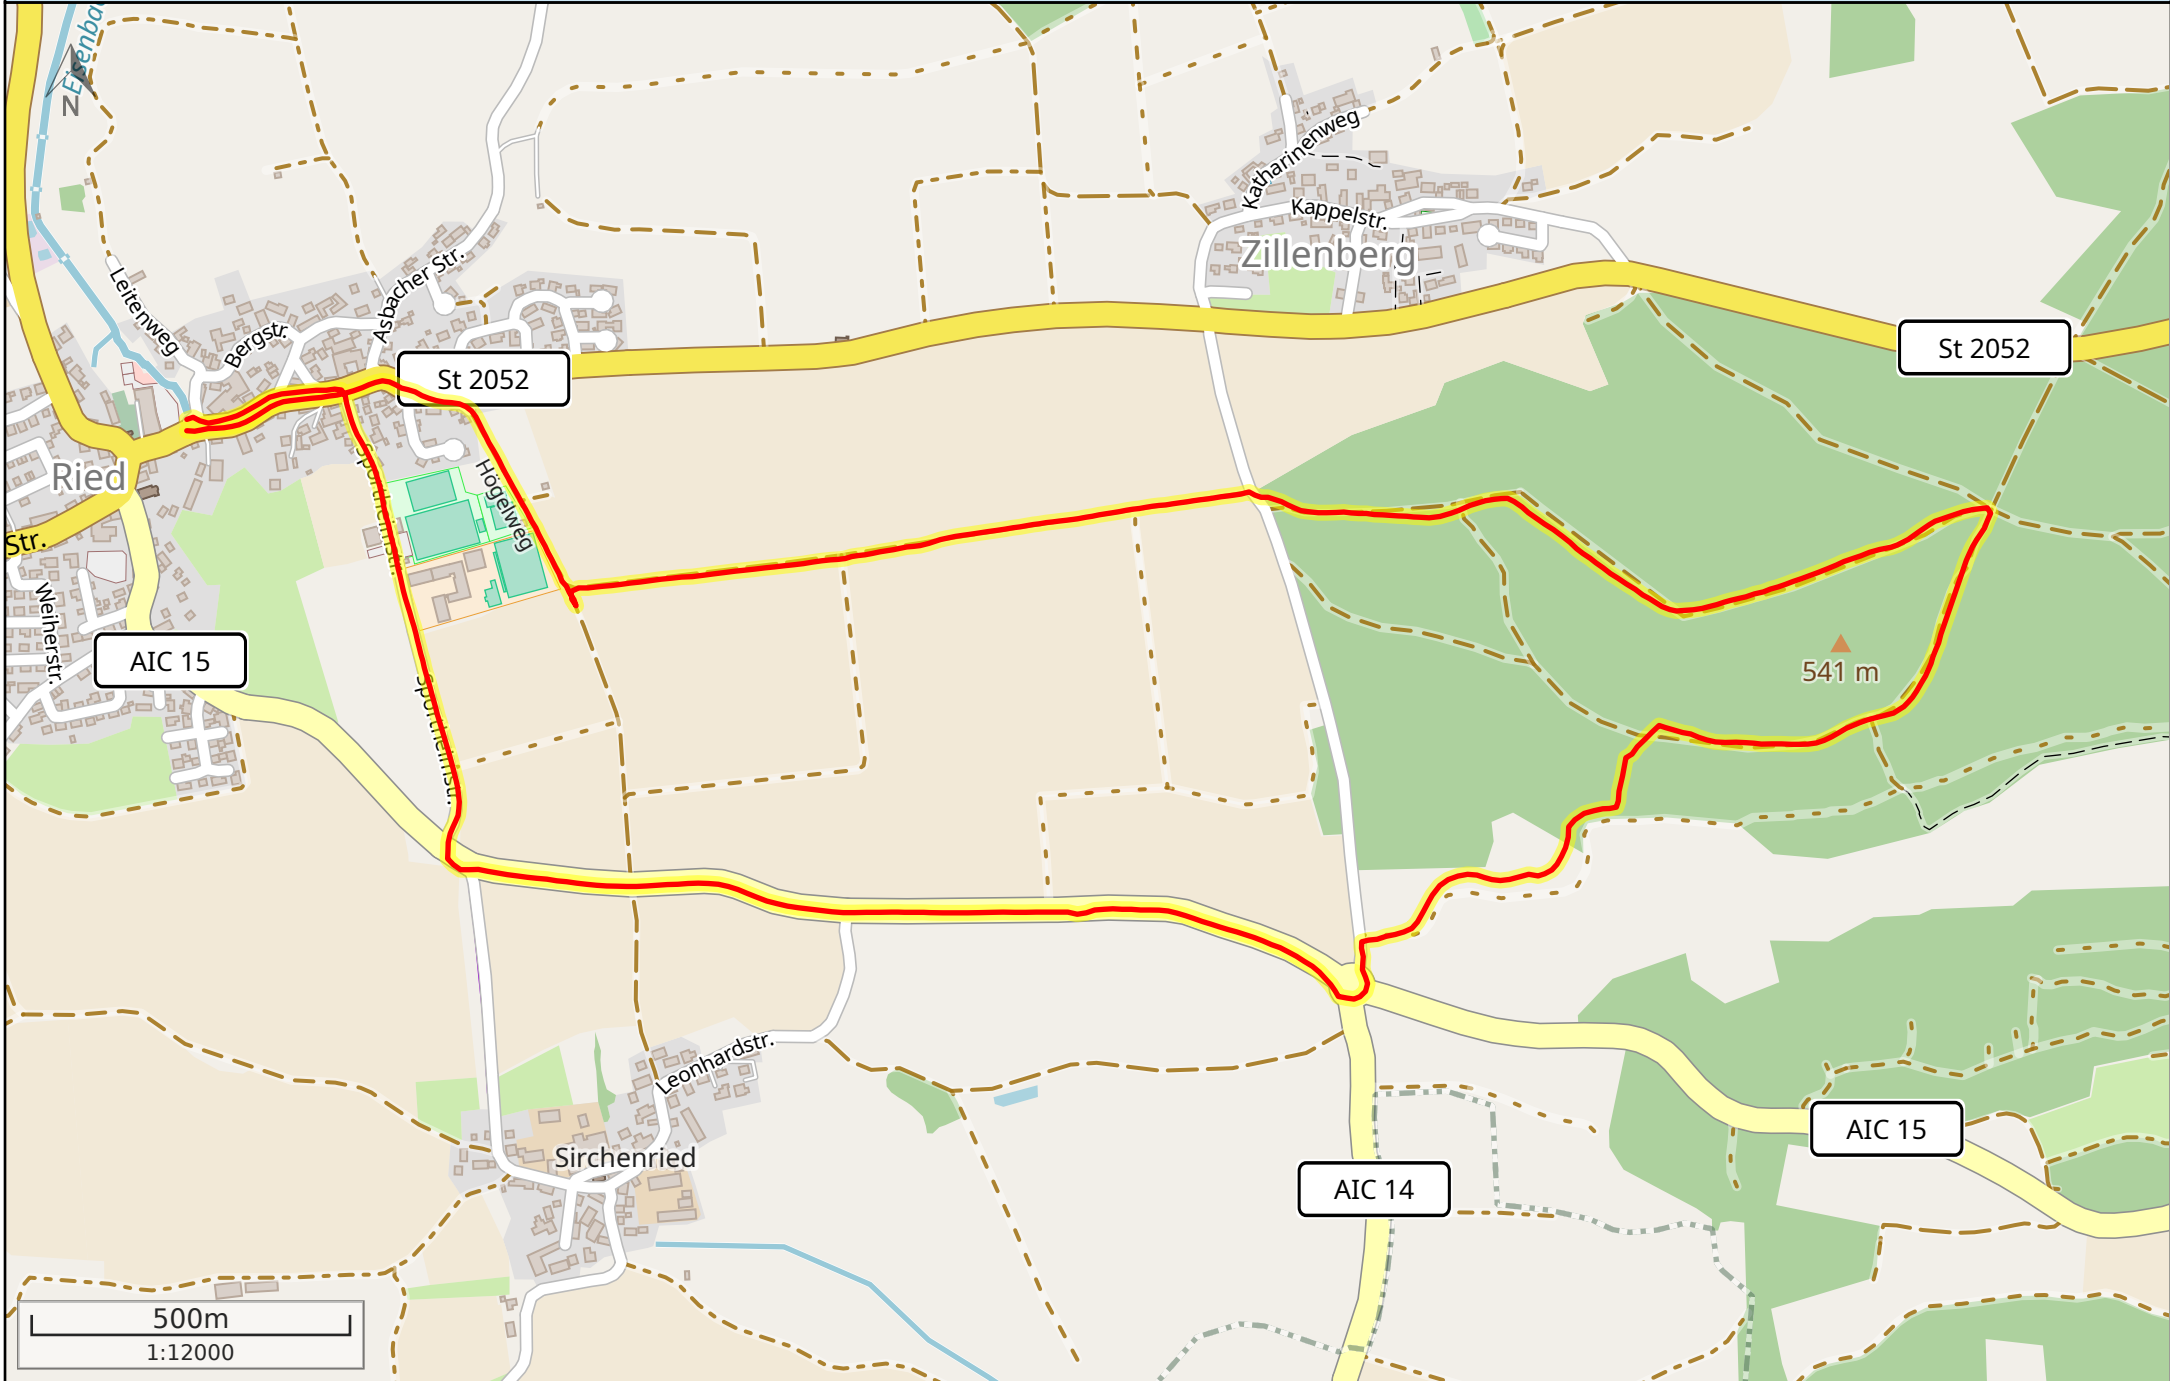 Eisenba
N
Katharinenweg
Kappelstr.
Zillenberg
Leitenweg
Bergstr.
Asbacher Str.
St 2052
St 2052
Ried
Sportheimstr.
Högelweg
Str.
Weiherstr.
AIC 15
541 m
Sportheimstr.
Leonhardstr.
Sirchenried
AIC 15
AIC 14
500m
1:12000